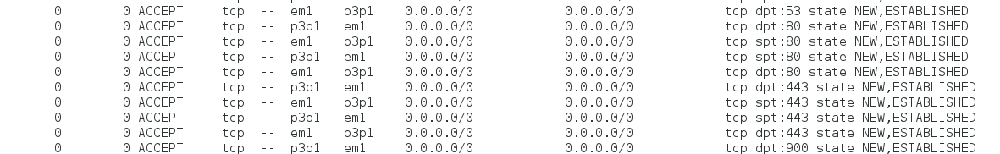 0 0 ACCEPT tcp -- em1 p3p1 0.0.0.0/0 0.0.0.0/0 tcp dpt:53 state NEW,ESTABLISHED
0 0 ACCEPT tcp -- p3p1 em1 0.0.0.0/0 0.0.0.0/0 tcp dpt:80 state NEW,ESTABLISHED
0 0 ACCEPT tcp -- em1 p3p1 0.0.0.0/0 0.0.0.0/0 tcp spt:80 state NEW,ESTABLISHED
0 0 ACCEPT tcp -- p3p1 em1 0.0.0.0/0 0.0.0.0/0 tcp spt:80 state NEW,ESTABLISHED
0 0 ACCEPT tcp -- em1 p3p1 0.0.0.0/0 0.0.0.0/0 tcp dpt:80 state NEW,ESTABLISHED
0 0 ACCEPT tcp -- p3p1 em1 0.0.0.0/0 0.0.0.0/0 tcp dpt:443 state NEW,ESTABLISHED
0 0 ACCEPT tcp -- em1 p3p1 0.0.0.0/0 0.0.0.0/0 tcp spt:443 state NEW,ESTABLISHED
0 0 ACCEPT tcp -- p3p1 em1 0.0.0.0/0 0.0.0.0/0 tcp spt:443 state NEW,ESTABLISHED
0 0 ACCEPT tcp -- em1 p3p1 0.0.0.0/0 0.0.0.0/0 tcp dpt:443 state NEW,ESTABLISHED
0 0 ACCEPT tcp -- p3p1 em1 0.0.0.0/0 0.0.0.0/0 tcp dpt:900 state NEW,ESTABLISHED